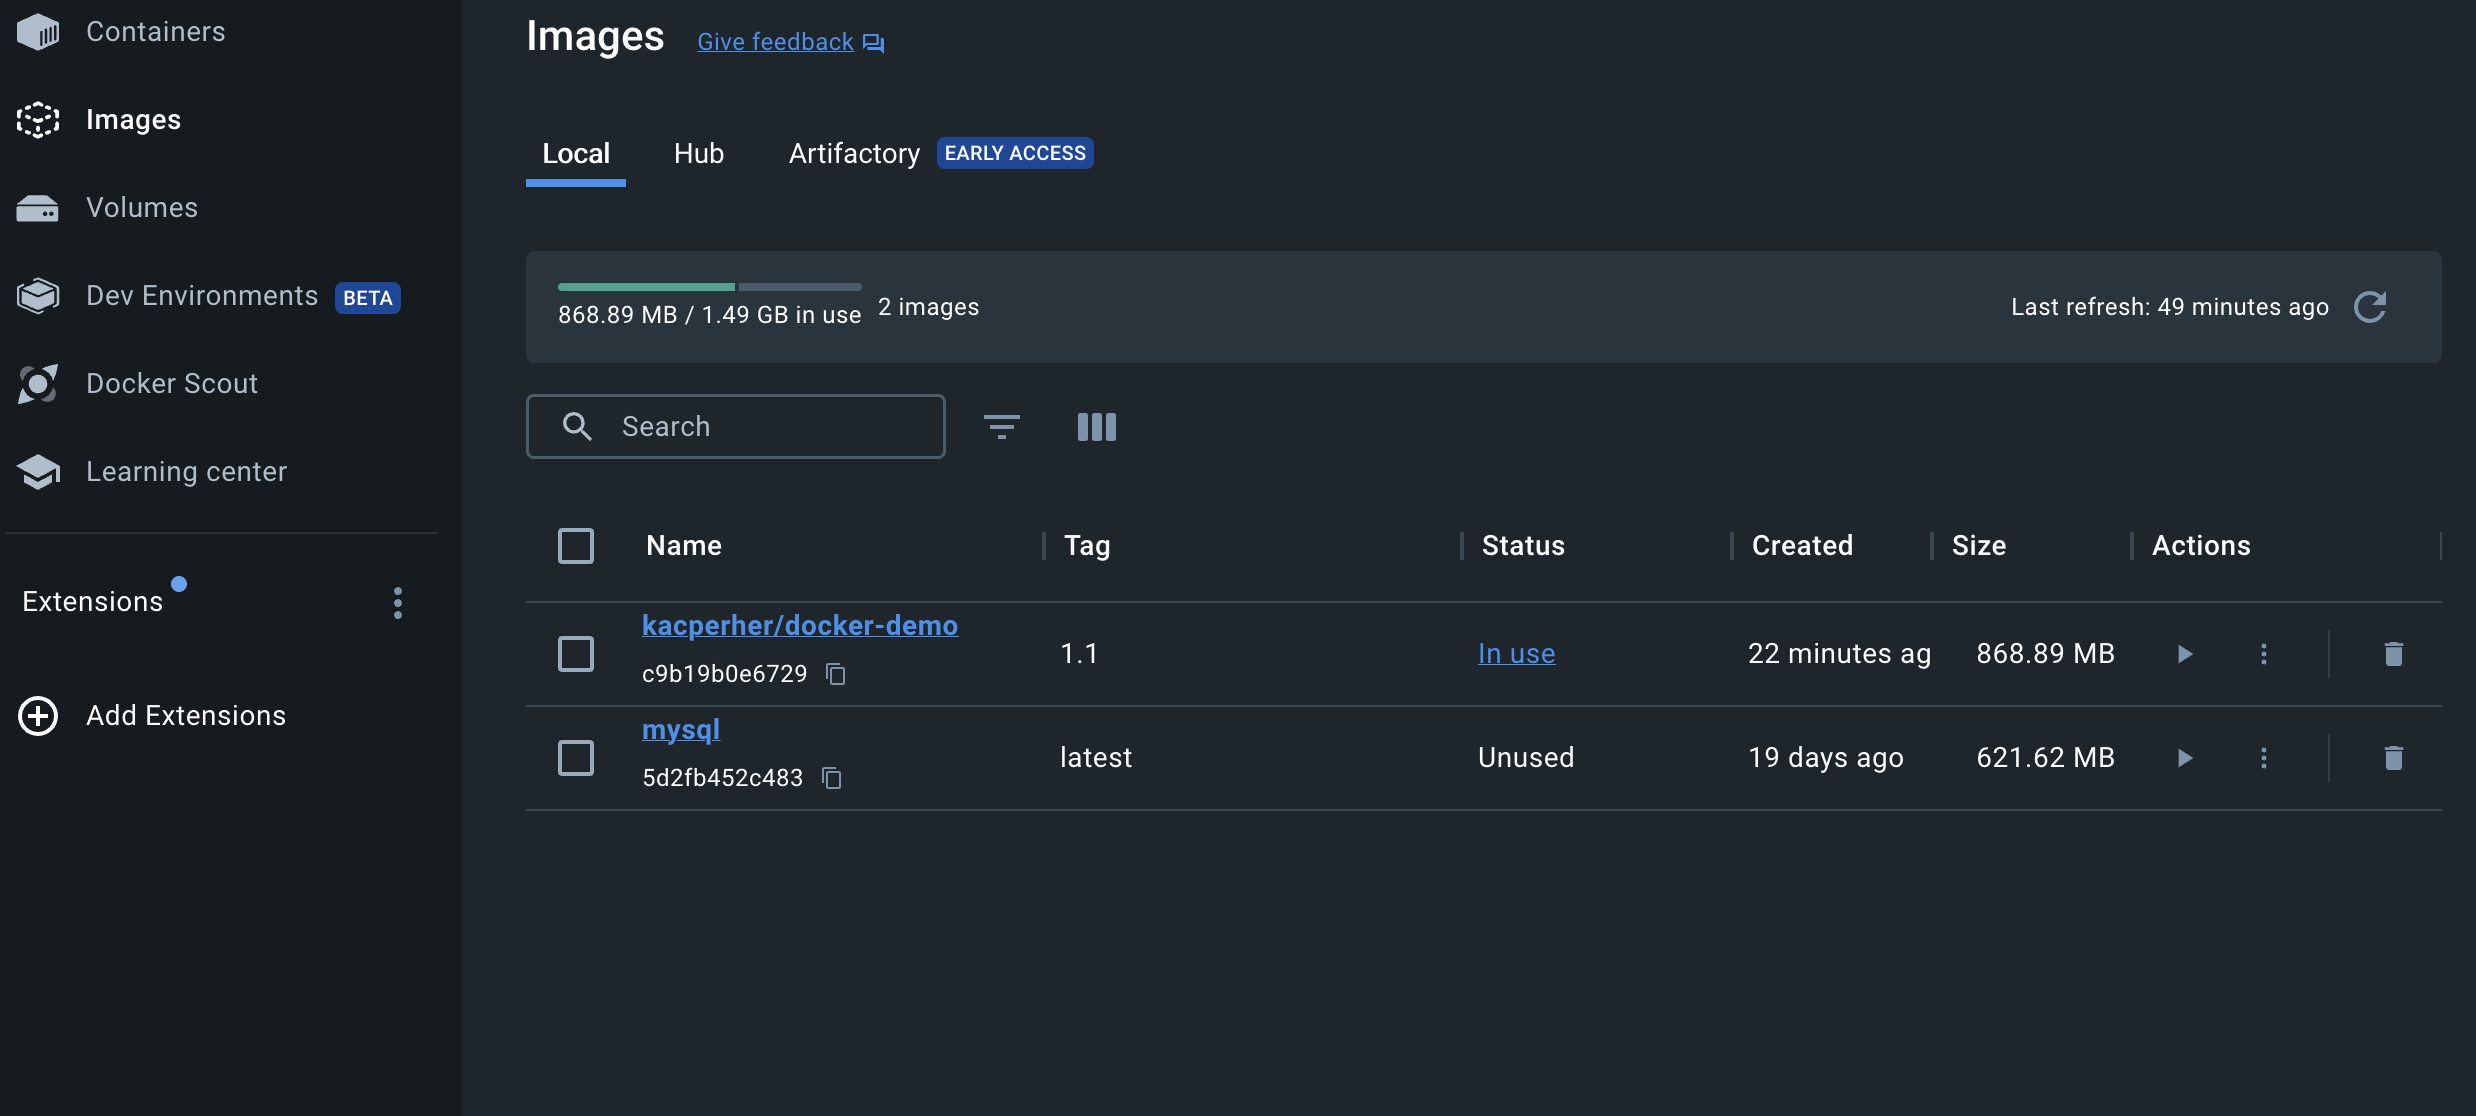 Containers
Images
Volumes
Dev Environments BETA
Docker Scout
Learning center
Extensions
Add Extensions
Images Give feedback
Local Hub Artifactory EARLY ACCESS
868.89 MB / 1.49 GB in use 2 images Last refresh: 49 minutes ago
Search
Name Tag Status Created Size Actions
kacperher/docker-demo
c9b19b0e6729 1.1 In use 22 minutes ag 868.89 MB
mysql
5d2fb452c483 latest Unused 19 days ago 621.62 MB